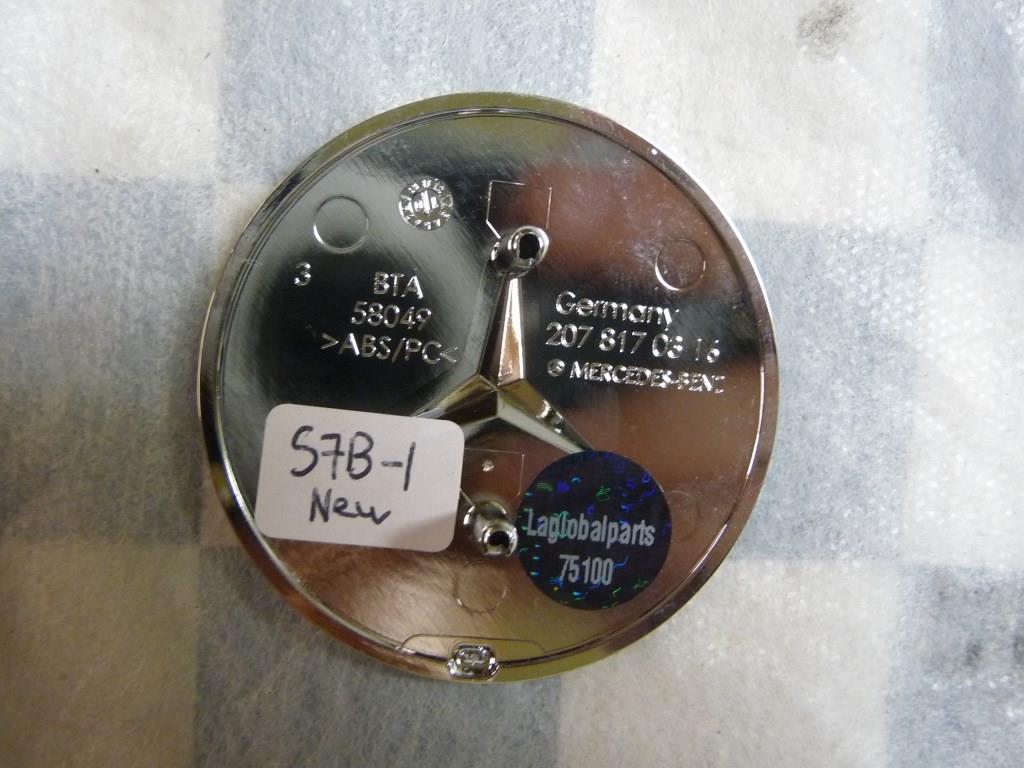 3
BTA
58049
>ABS/PC<
Germany
207 817 03 16
MERCEDES-BENZ
S7B-1
New
Laglobalparts
75100